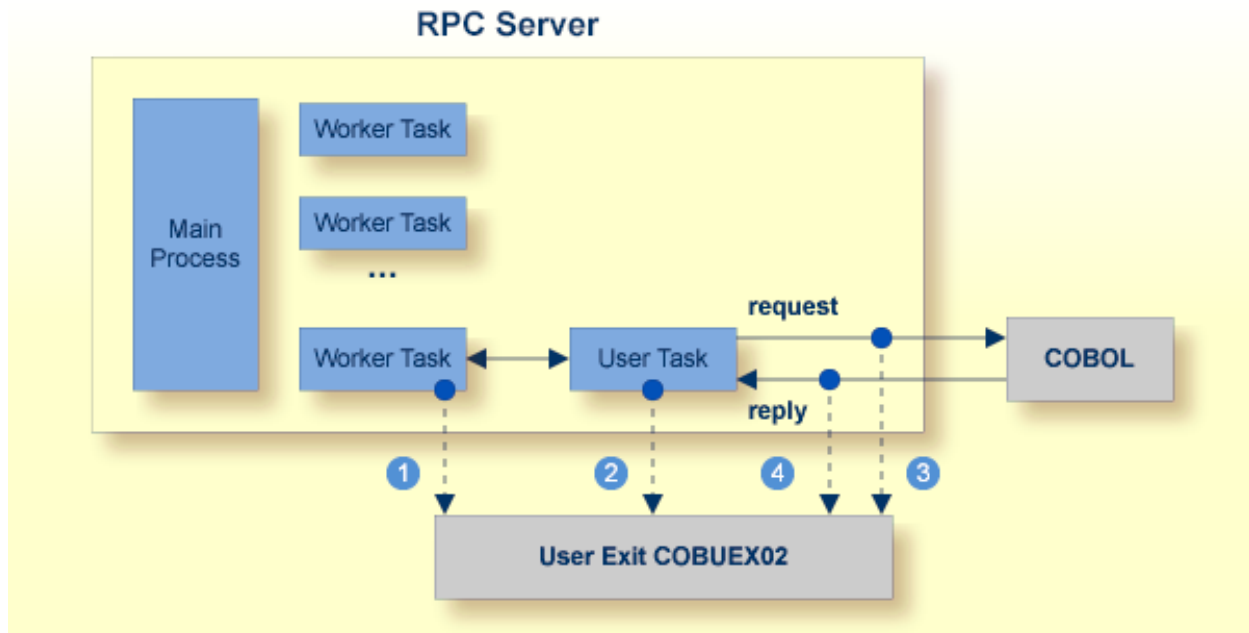 RPC Server
Worker Task
Worker Task
...
Main
Process
request
Worker Task
User Task
COBOL
reply
1
2
4
3
User Exit COBUEX02